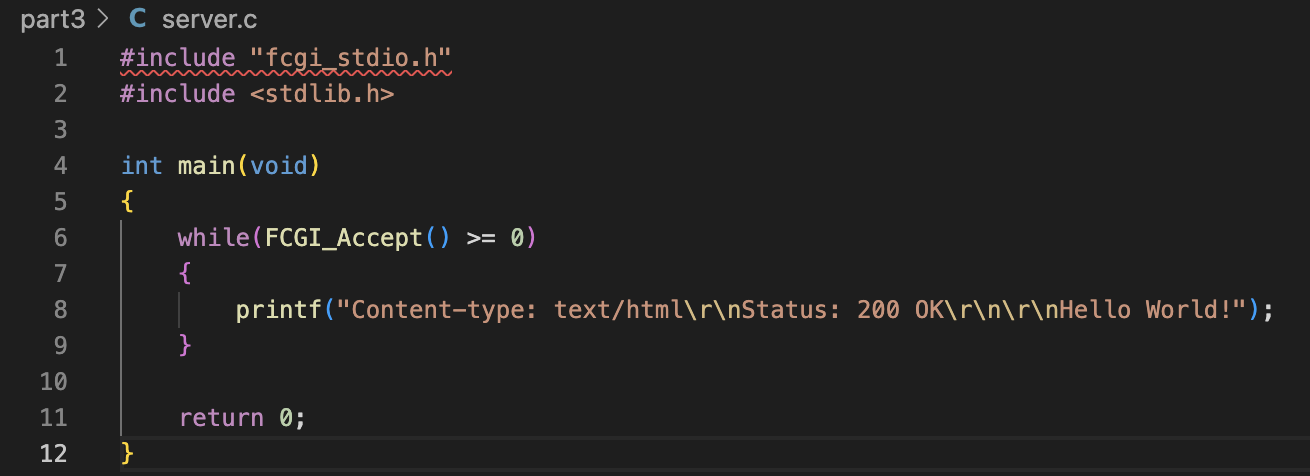 part3 > C server.c
1 #include "fcgi_stdio.h"
2 #include <stdlib.h>
3
4 int main(void)
5 {
6     while(FCGI_Accept() >= 0)
7     {
8         printf("Content-type: text/html\r\nStatus: 200 OK\r\n\r\nHello World!");
9     }
10
11     return 0;
12 }